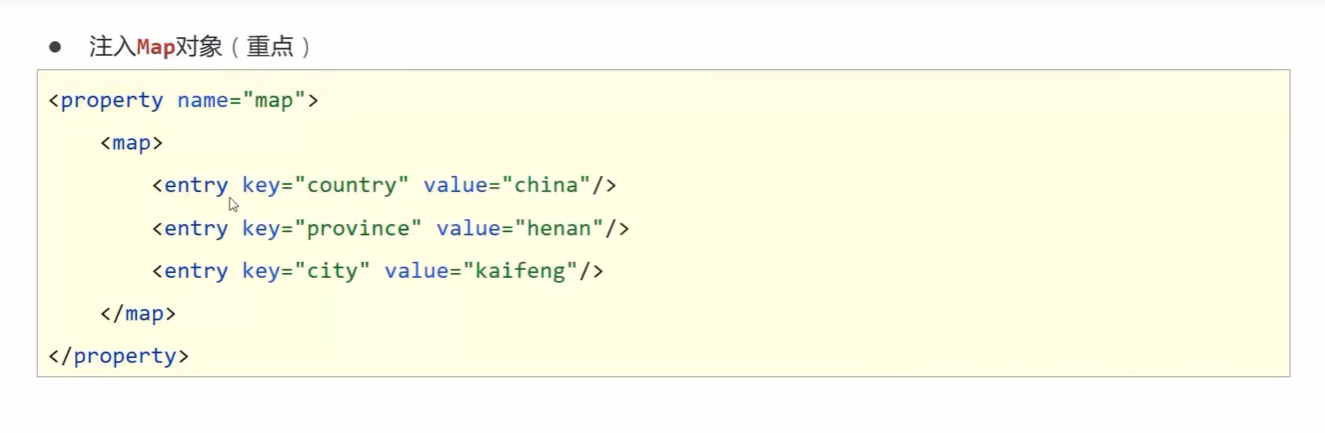 ● 注入Map对象（重点）
<property name="map">
    <map>
        <entry key="country" value="china"/>
        <entry key="province" value="henan"/>
        <entry key="city" value="kaifeng"/>
    </map>
</property>